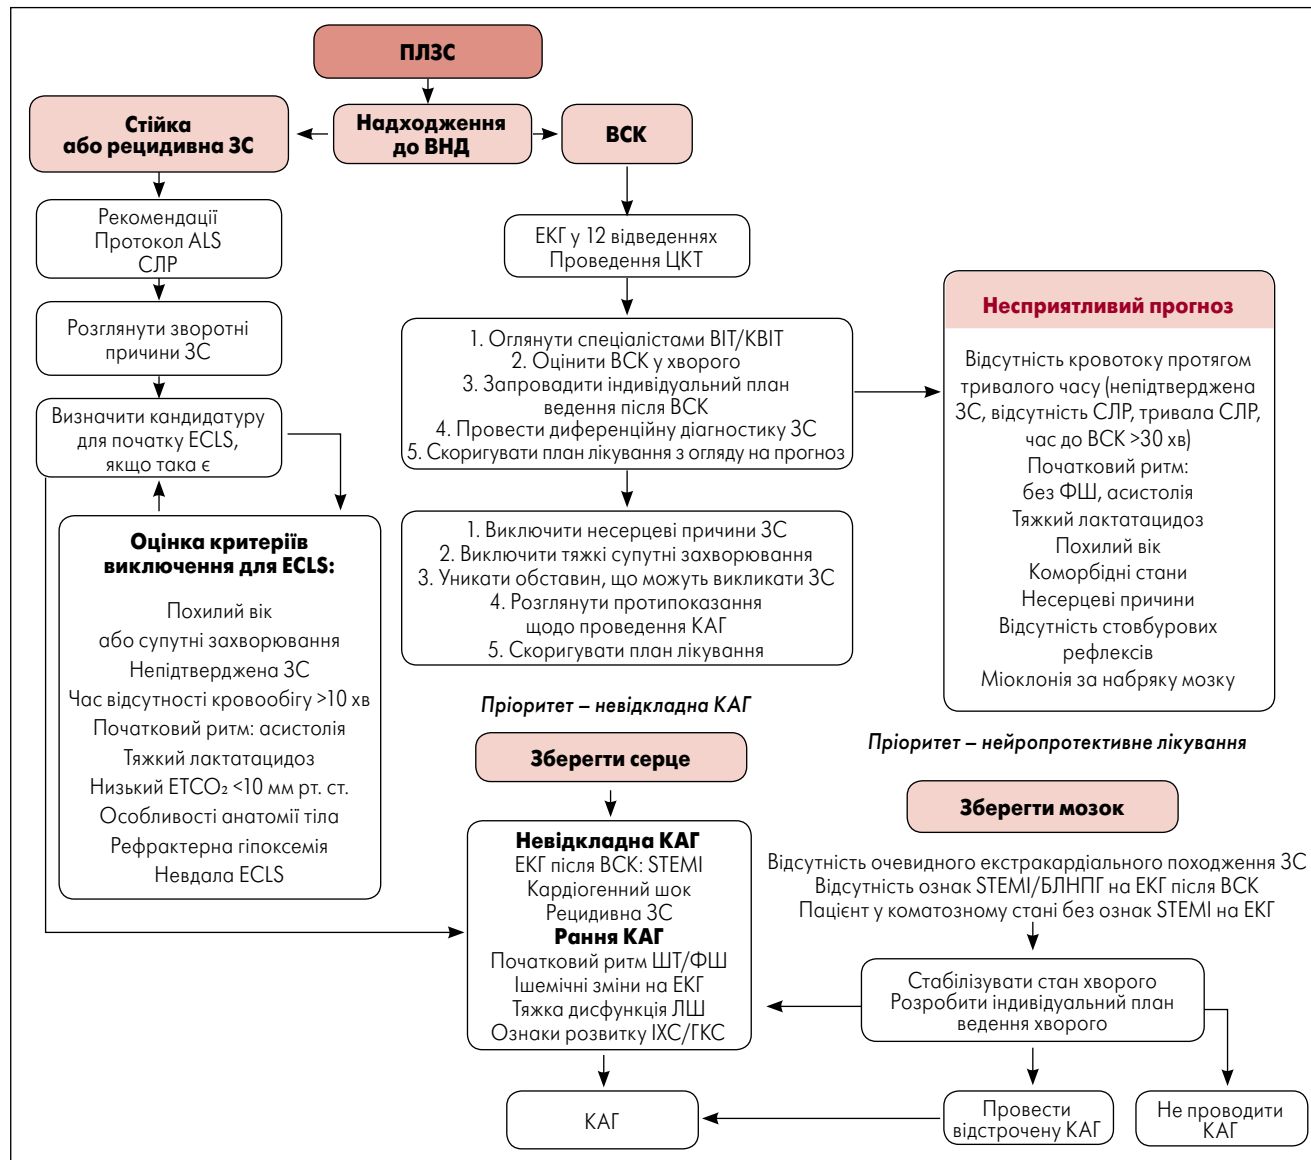 ПЛЗС
Стійка
або рецидивна ЗС
Надходження
до ВНД
ВСК
Рекомендації
Протокол ALS
СЛР
Розглянути зворотні
причини ЗС
Визначити кандидатуру
для початку ECLS,
якщо така є
Оцінка критеріїв
виключення для ECLS:
Похилий вік
або супутні захворювання
Непідтверджена ЗС
Час відсутності кровообігу >10 хв
Початковий ритм: асистолія
Тяжкий лактатацидоз
Низький ETCO₂ <10 мм рт. ст.
Особливості анатомії тіла
Рефрактерна гіпоксемія
Невдала ECLS
ЕКГ у 12 відведеннях
Проведення ЦКТ
1. Оглянути спеціалістами ВІТ/КВІТ
2. Оцінити ВСК у хворого
3. Запровадити індивідуальний план
ведення після ВСК
4. Провести диференційну діагностику ЗС
5. Скоригувати план лікування з огляду на прогноз
1. Виключити несерцеві причини ЗС
2. Виключити тяжкі супутні захворювання
3. Уникати обставин, що можуть викликати ЗС
4. Розглянути протипоказання
щодо проведення КАГ
5. Скоригувати план лікування
Несприятливий прогноз
Відсутність кровотоку протягом
тривалого часу (непідтверджена
ЗС, відсутність СЛР, тривала СЛР,
час до ВСК >30 хв)
Початковий ритм:
без ФШ, асистолія
Тяжкий лактатацидоз
Похилий вік
Коморбідні стани
Несерцеві причини
Відсутність стовбурових
рефлексів
Міоклонія за набряку мозку
Пріоритет – невідкладна КАГ
Зберегти серце
Невідкладна КАГ
ЕКГ після ВСК: STEMI
Кардіогенний шок
Рецидивна ЗС
Рання КАГ
Початковий ритм ШТ/ФШ
Ішемічні зміни на ЕКГ
Тяжка дисфункція ЛШ
Ознаки розвитку ІХС/ГКС
КАГ
Пріоритет – нейропротективне лікування
Зберегти мозок
Відсутність очевидного екстракардіального походження ЗС
Відсутність ознак STEMI/БЛНПГ на ЕКГ після ВСК
Пацієнт у коматозному стані без ознак STEMI на ЕКГ
Стабілізувати стан хворого
Розробити індивідуальний план
ведення хворого
Провести
відстрочену КАГ
Не проводити
КАГ